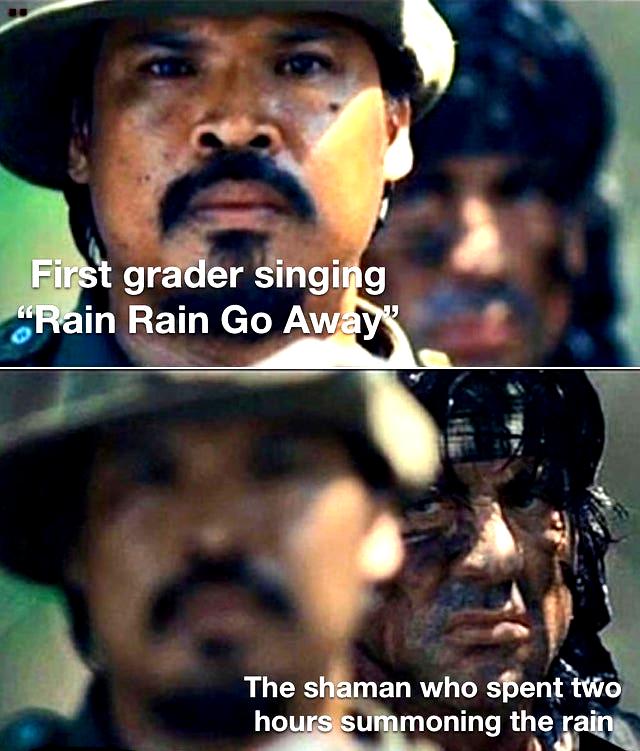 First grader singing
“Rain Rain Go Away”
The shaman who spent two
hours summoning the rain